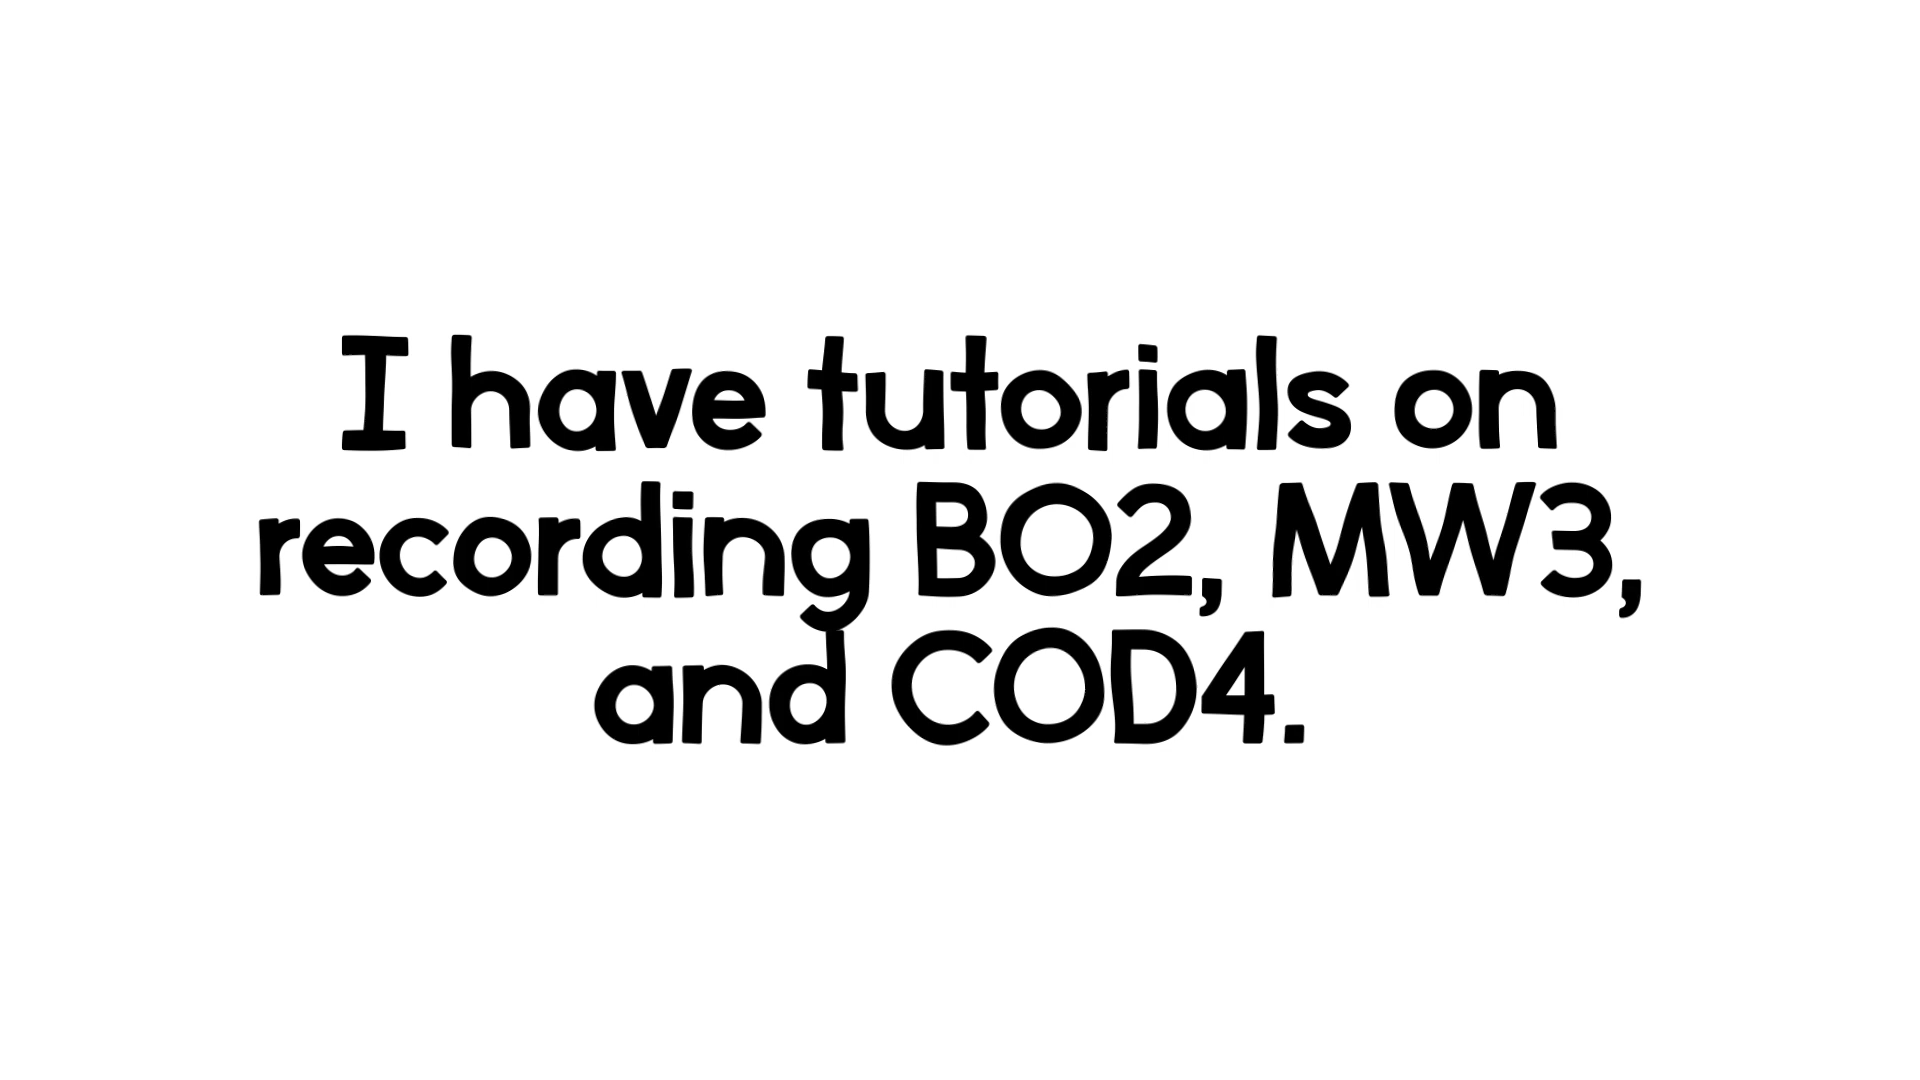 I have tutorials on
recording BO2, MW3,
and COD4.